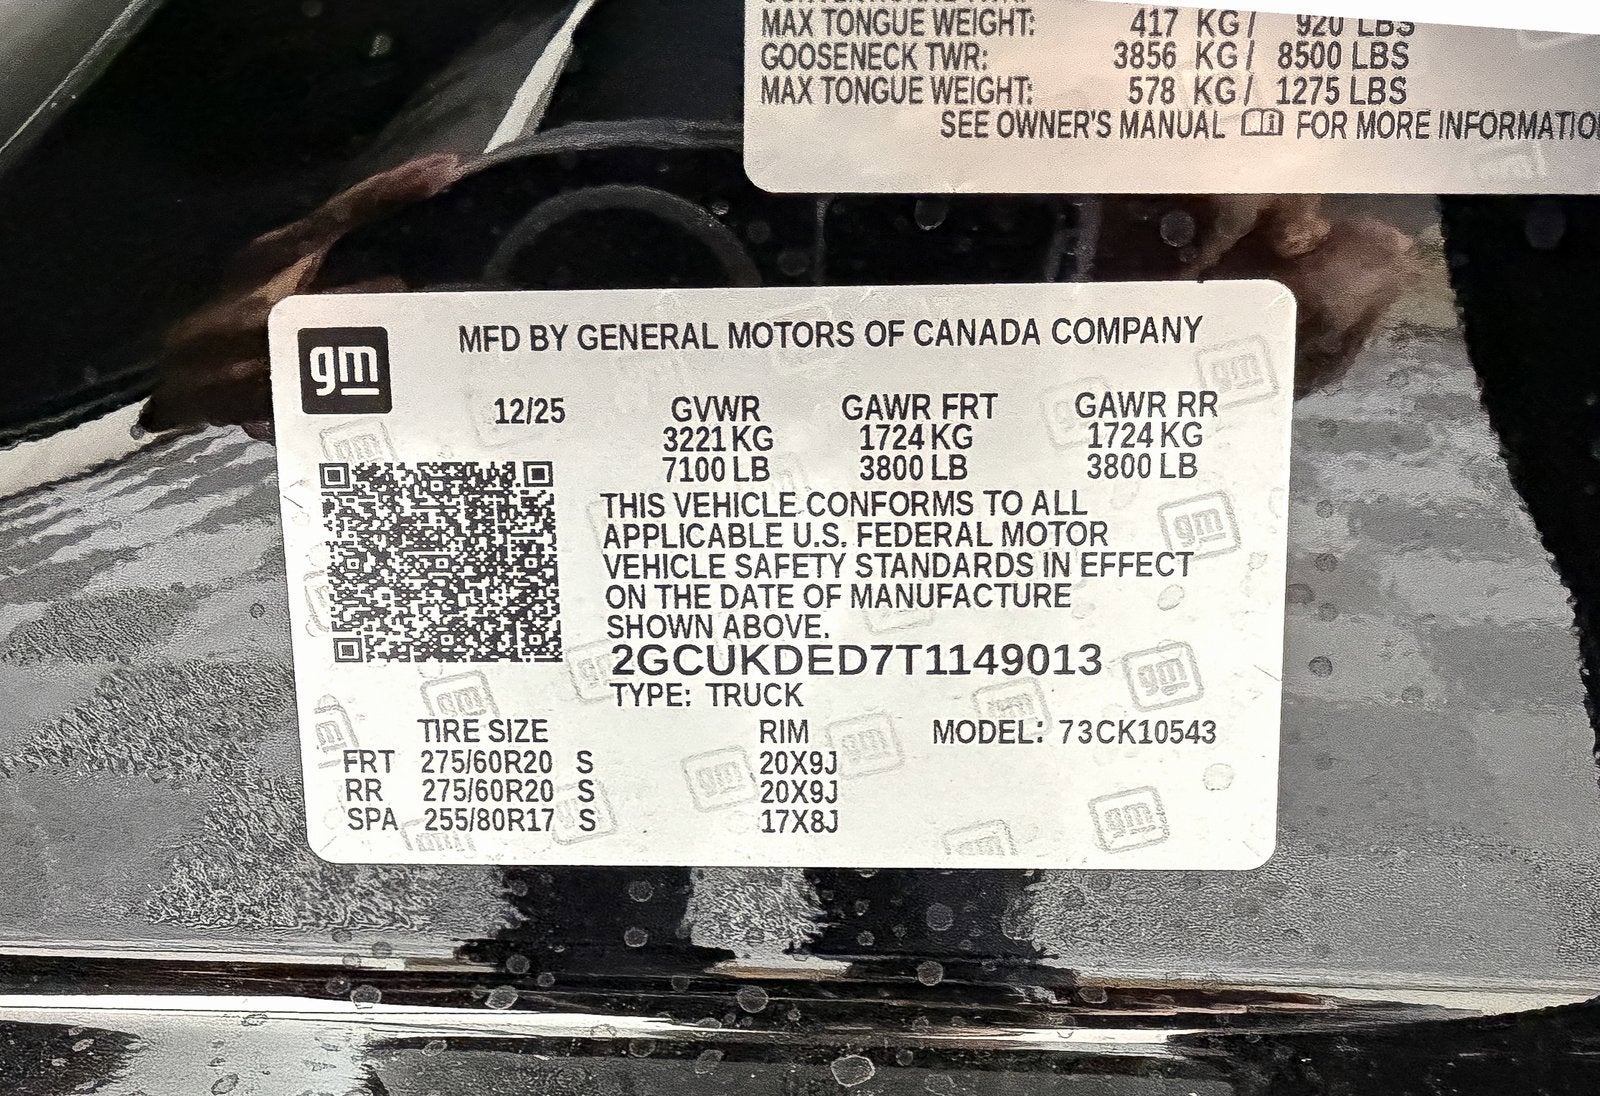 MAX TONGUE WEIGHT: 417 KG/ 920 LBS
GOOSENECK TWR: 3856 KG/ 8500 LBS
MAX TONGUE WEIGHT: 578 KG/ 1275 LBS
SEE OWNER'S MANUAL FOR MORE INFORMATIO
gm
MFD BY GENERAL MOTORS OF CANADA COMPANY
12/25 GVWR GAWR FRT GAWR RR
3221 KG 1724 KG 1724 KG
7100 LB 3800 LB 3800 LB
THIS VEHICLE CONFORMS TO ALL
APPLICABLE U.S. FEDERAL MOTOR
VEHICLE SAFETY STANDARDS IN EFFECT
ON THE DATE OF MANUFACTURE
SHOWN ABOVE.
2GCUKDED7T1149013
TYPE: TRUCK
TIRE SIZE RIM MODEL: 73CK10543
FRT 275/60R20 S 20X9J
RR 275/60R20 S 20X9J
SPA 255/80R17 S 17X8J